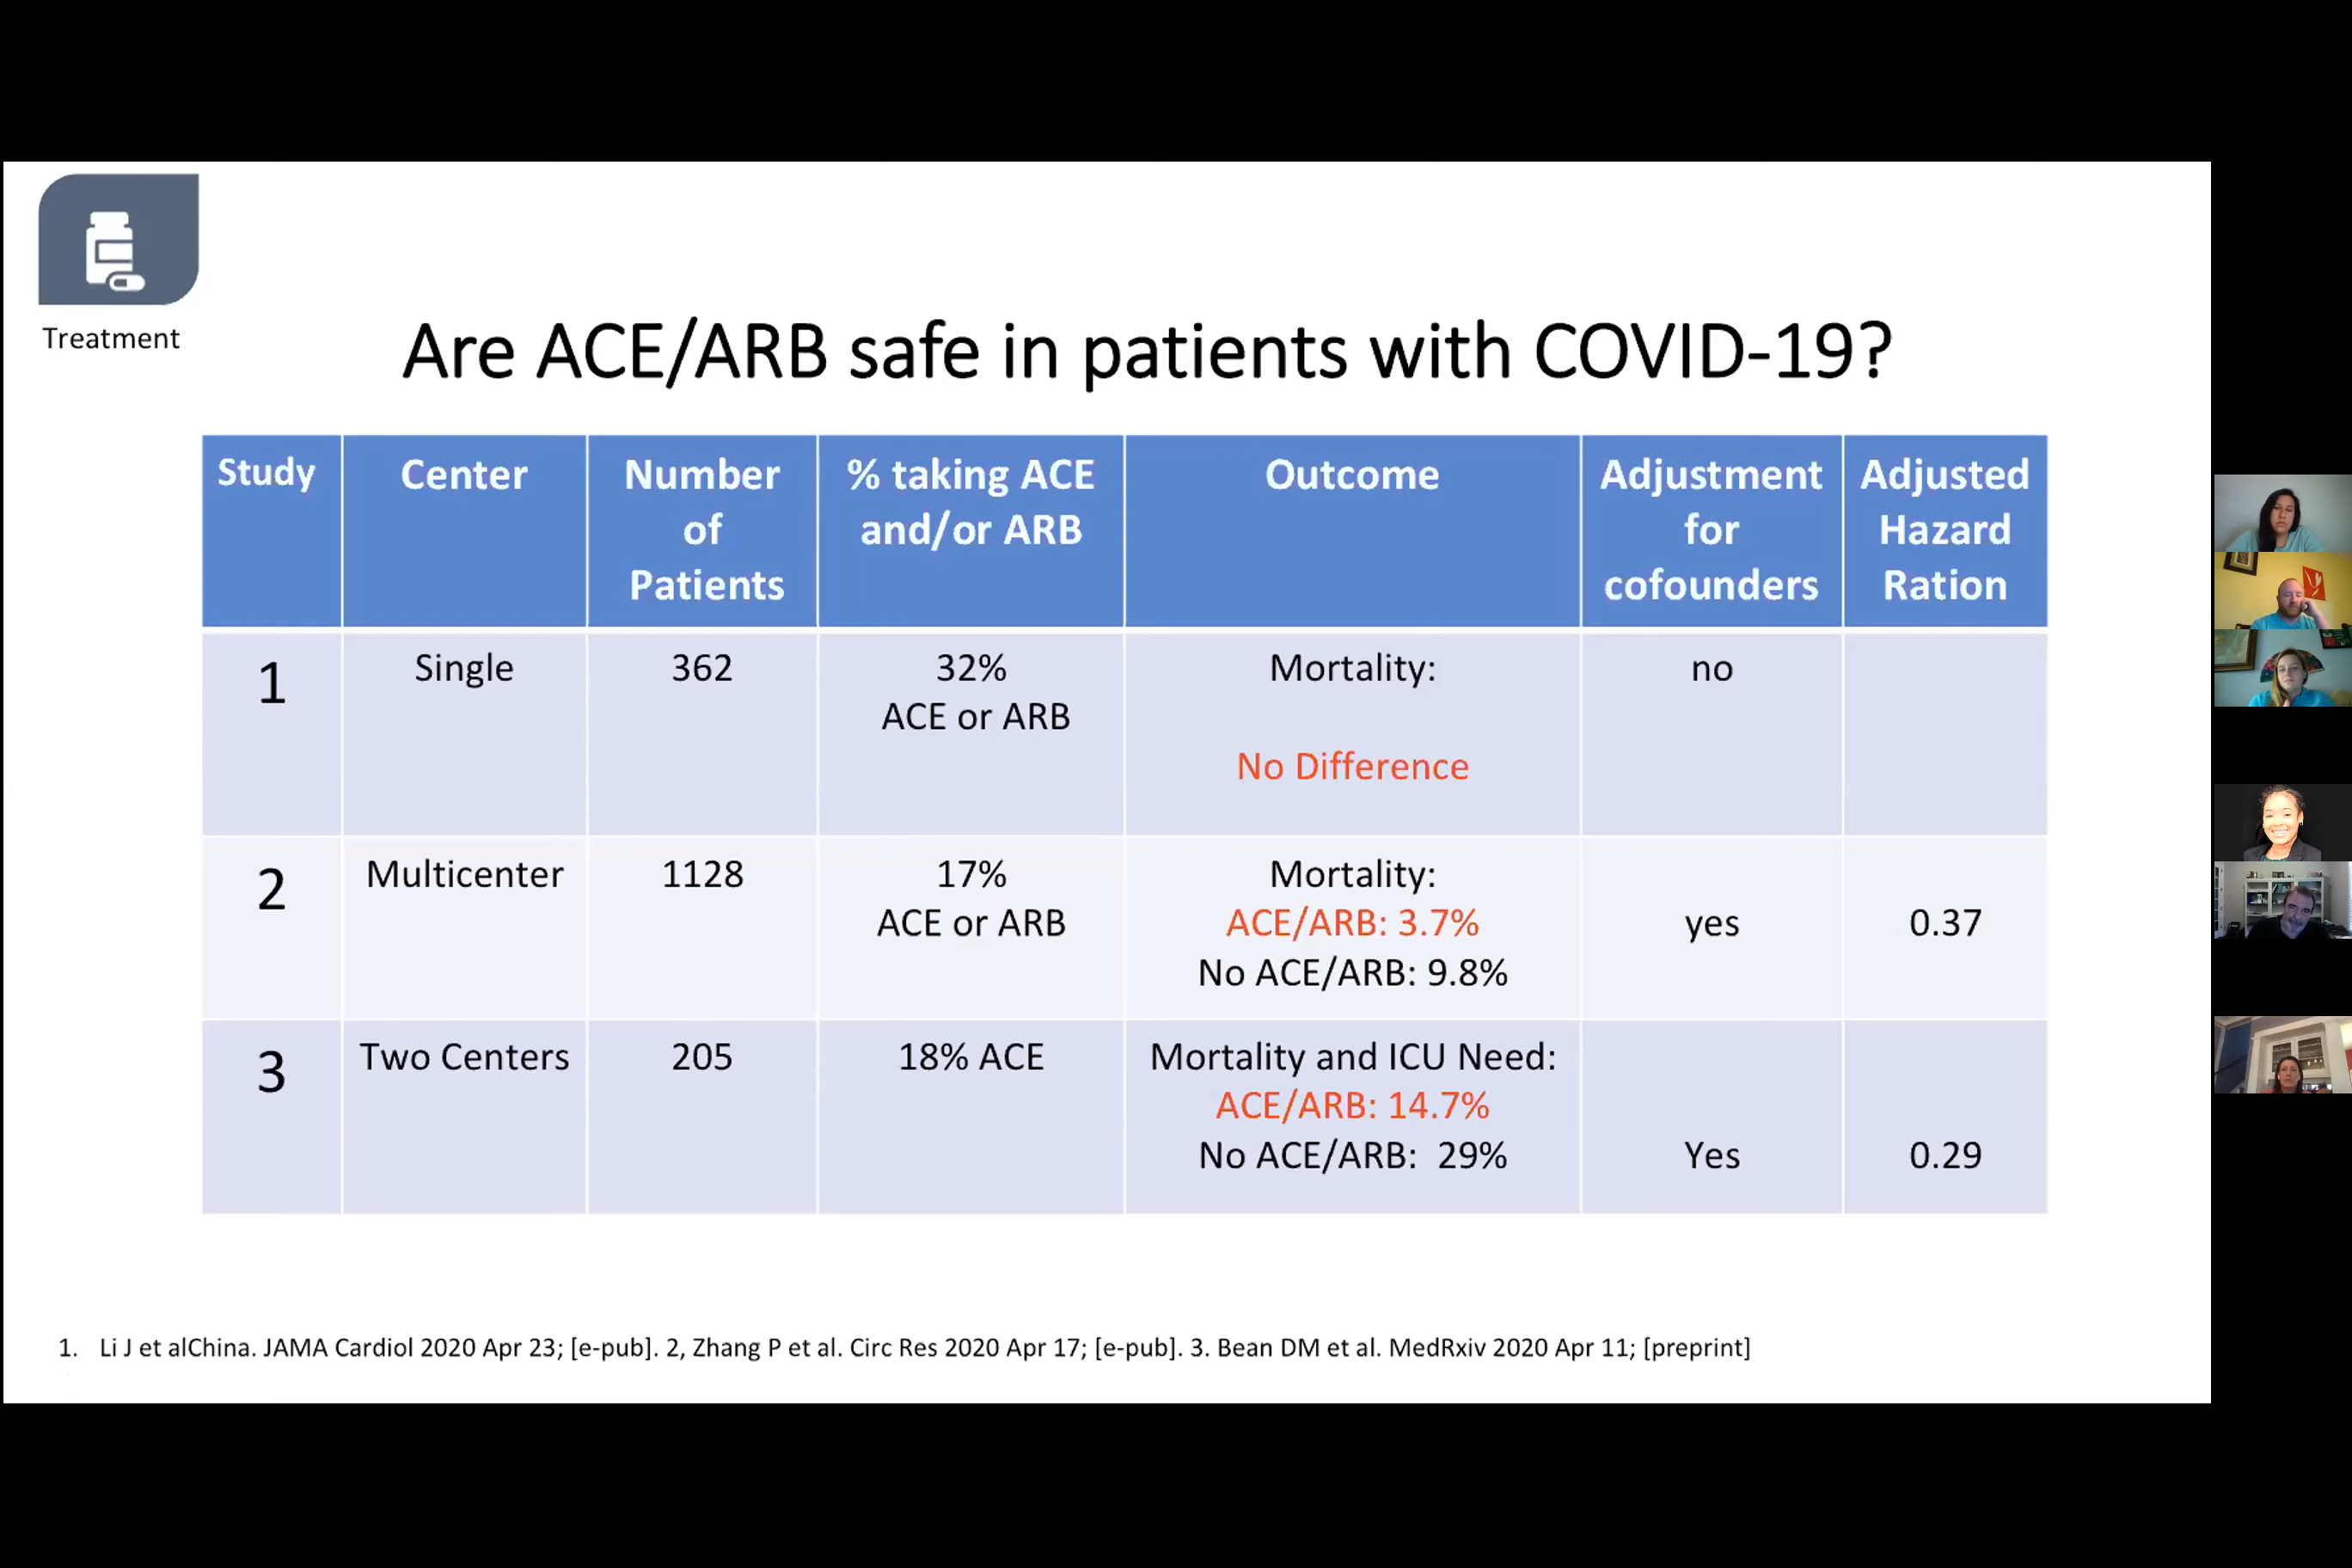 Treatment
Are ACE/ARB safe in patients with COVID-19?
Study
Center
Number
of
Patients
% taking ACE
and/or ARB
Outcome
Adjustment
for
cofounders
Adjusted
Hazard
Ration
1
Single
362
32%
ACE or ARB
Mortality:
No Difference
no
2
Multicenter
1128
17%
ACE or ARB
Mortality:
ACE/ARB: 3.7%
No ACE/ARB: 9.8%
yes
0.37
3
Two Centers
205
18% ACE
Mortality and ICU Need:
ACE/ARB: 14.7%
No ACE/ARB: 29%
Yes
0.29
1. Li J et alChina. JAMA Cardiol 2020 Apr 23; [e-pub]. 2, Zhang P et al. Circ Res 2020 Apr 17; [e-pub]. 3. Bean DM et al. MedRxiv 2020 Apr 11; [preprint]